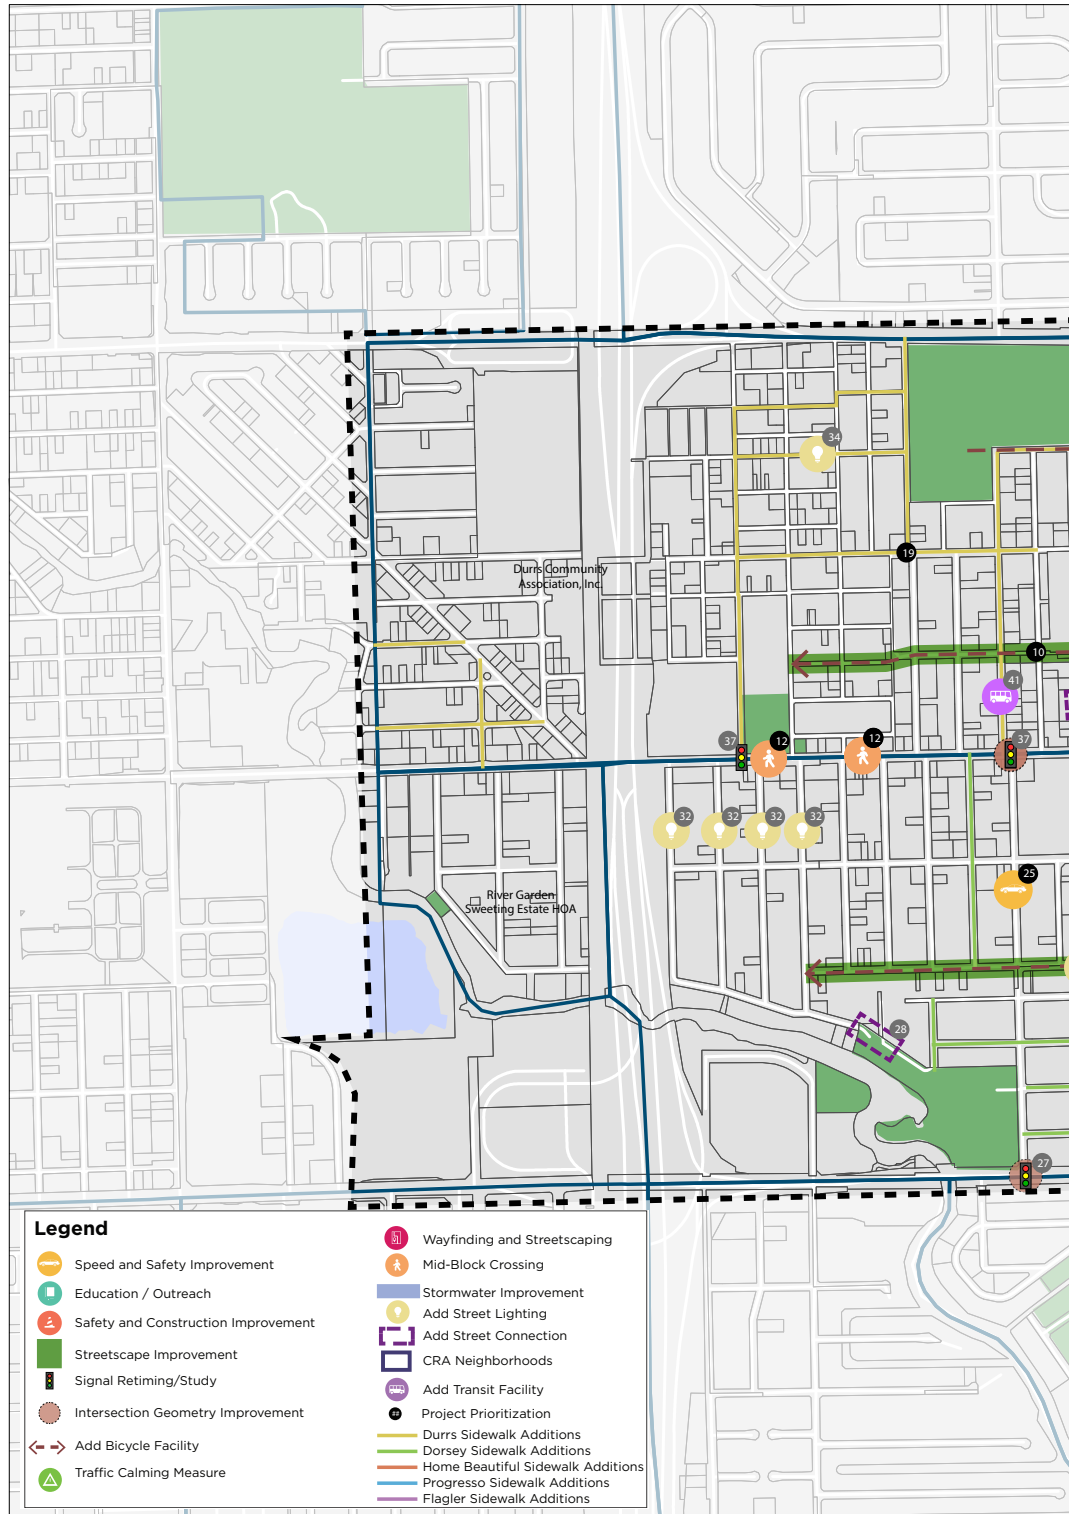 34
19
10
41
37
12
12
37
32
32
32
32
25
28
27
Durrs Community
Association, Inc.
River Garden
Sweeting Estate HOA
Legend
Speed and Safety Improvement
Education / Outreach
Safety and Construction Improvement
Streetscape Improvement
Signal Retiming/Study
Intersection Geometry Improvement
Add Bicycle Facility
Traffic Calming Measure
Wayfinding and Streetscaping
Mid-Block Crossing
Stormwater Improvement
Add Street Lighting
Add Street Connection
CRA Neighborhoods
Add Transit Facility
## Project Prioritization
Durrs Sidewalk Additions
Dorsey Sidewalk Additions
Home Beautiful Sidewalk Additions
Progresso Sidewalk Additions
Flagler Sidewalk Additions